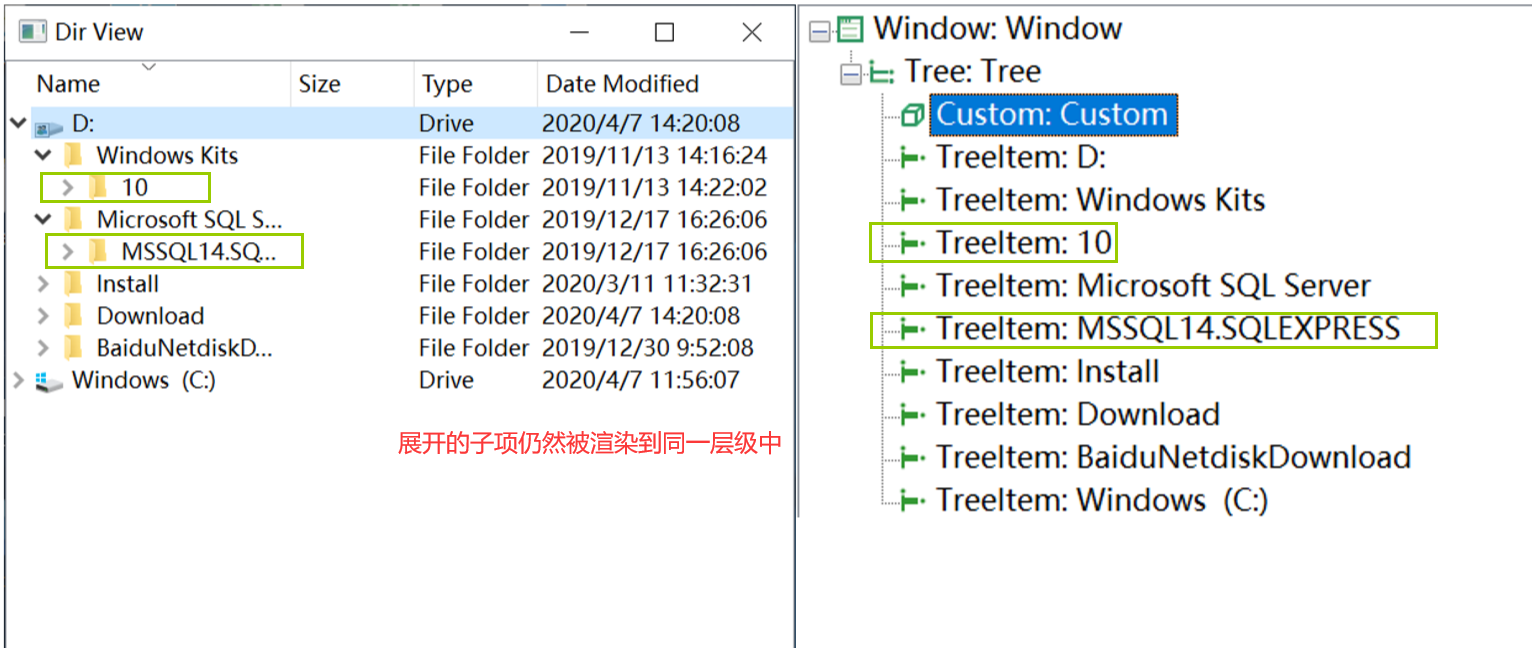 Dir View
Name Size Type Date Modified
D: Drive 2020/4/7 14:20:08
Windows Kits File Folder 2019/11/13 14:16:24
10 File Folder 2019/11/13 14:22:02
Microsoft SQL S... File Folder 2019/12/17 16:26:06
MSSQL14.SQ... File Folder 2019/12/17 16:26:06
Install File Folder 2020/3/11 11:32:31
Download File Folder 2020/4/7 14:20:08
BaiduNetdiskD... File Folder 2019/12/30 9:52:08
Windows (C:) Drive 2020/4/7 11:56:07
展开的子项仍然被渲染到同一层级中
Window: Window
Tree: Tree
Custom: Custom
TreeItem: D:
TreeItem: Windows Kits
TreeItem: 10
TreeItem: Microsoft SQL Server
TreeItem: MSSQL14.SQLEXPRESS
TreeItem: Install
TreeItem: Download
TreeItem: BaiduNetdiskDownload
TreeItem: Windows (C:)